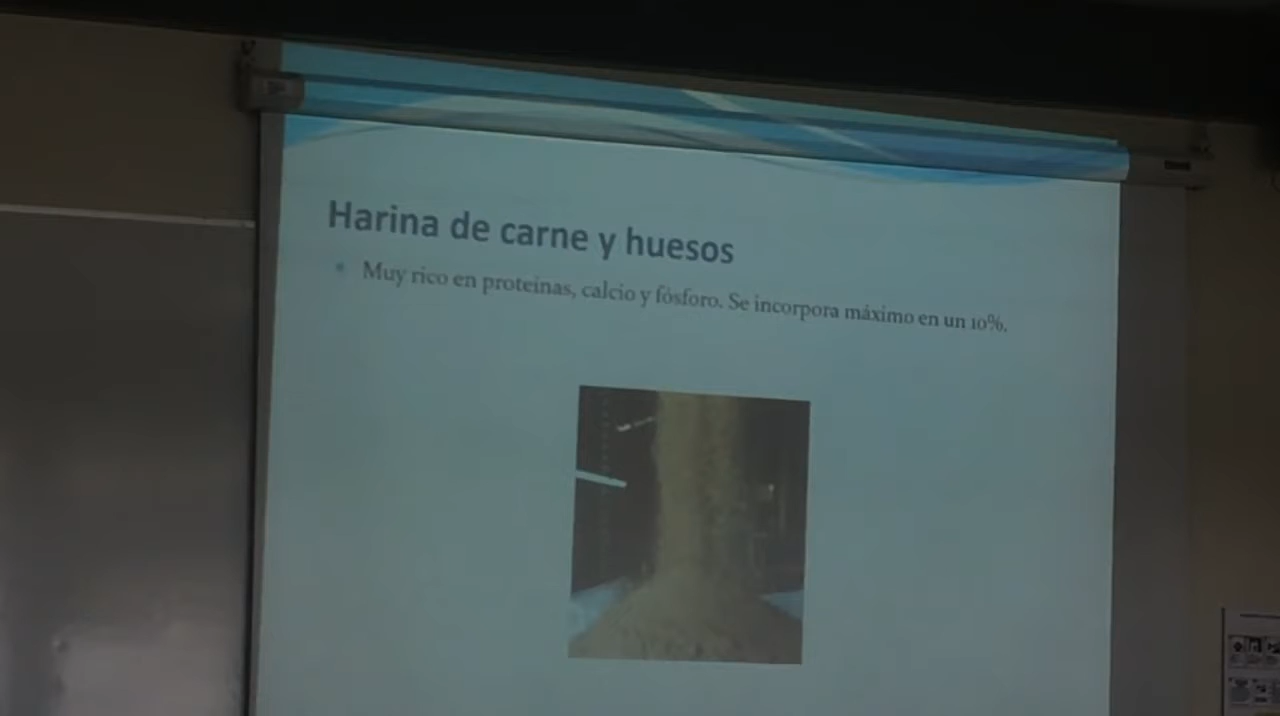 Harina de carne y huesos
Muy rico en proteínas, calcio y fósforo. Se incorpora máximo en un 10%.